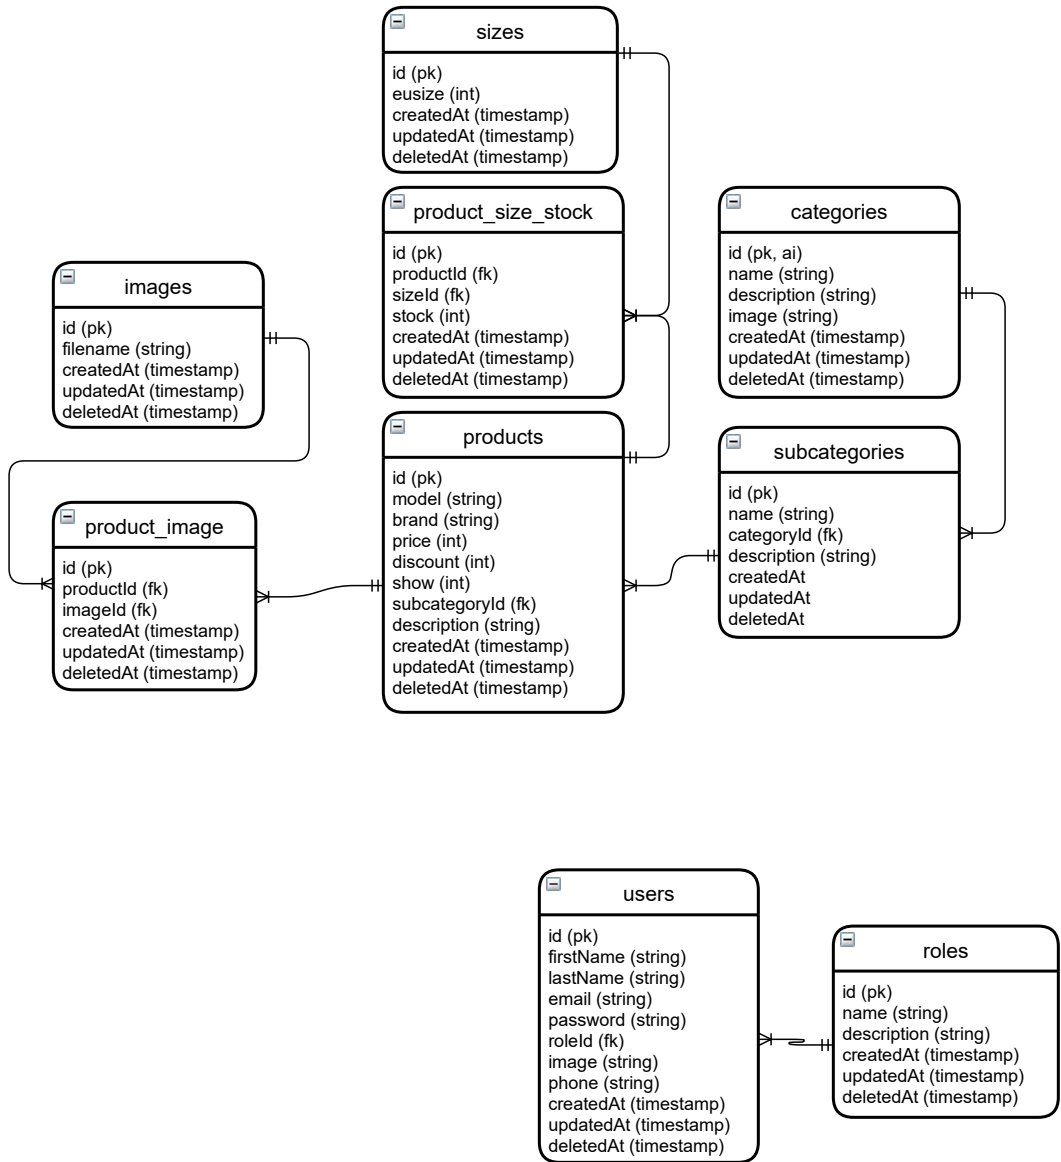 sizes
id (pk)
eusize (int)
createdAt (timestamp)
updatedAt (timestamp)
deletedAt (timestamp)
product_size_stock
id (pk)
productId (fk)
sizeId (fk)
stock (int)
createdAt (timestamp)
updatedAt (timestamp)
deletedAt (timestamp)
categories
id (pk, ai)
name (string)
description (string)
image (string)
createdAt (timestamp)
updatedAt (timestamp)
deletedAt (timestamp)
images
id (pk)
filename (string)
createdAt (timestamp)
updatedAt (timestamp)
deletedAt (timestamp)
product_image
id (pk)
productId (fk)
imageId (fk)
createdAt (timestamp)
updatedAt (timestamp)
deletedAt (timestamp)
products
id (pk)
model (string)
brand (string)
price (int)
discount (int)
show (int)
subcategoryId (fk)
description (string)
createdAt (timestamp)
updatedAt (timestamp)
deletedAt (timestamp)
subcategories
id (pk)
name (string)
categoryId (fk)
description (string)
createdAt
updatedAt
deletedAt
users
id (pk)
firstName (string)
lastName (string)
email (string)
password (string)
roleId (fk)
image (string)
phone (string)
createdAt (timestamp)
updatedAt (timestamp)
deletedAt (timestamp)
roles
id (pk)
name (string)
description (string)
createdAt (timestamp)
updatedAt (timestamp)
deletedAt (timestamp)